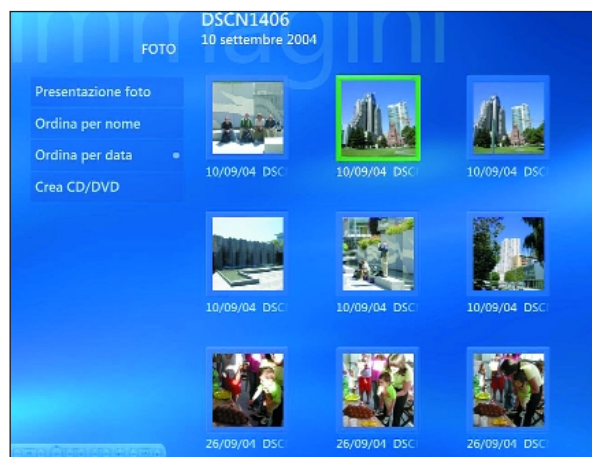 immagini
DSCN1406
10 settembre 2004
FOTO
Presentazione foto
Ordina per nome
Ordina per data
Crea CD/DVD
10/09/04 DSC
10/09/04 DSC
10/09/04 DSC
10/09/04 DSC
10/09/04 DSC
10/09/04 DSC
26/09/04 DSC
26/09/04 DSC
26/09/04 DSC